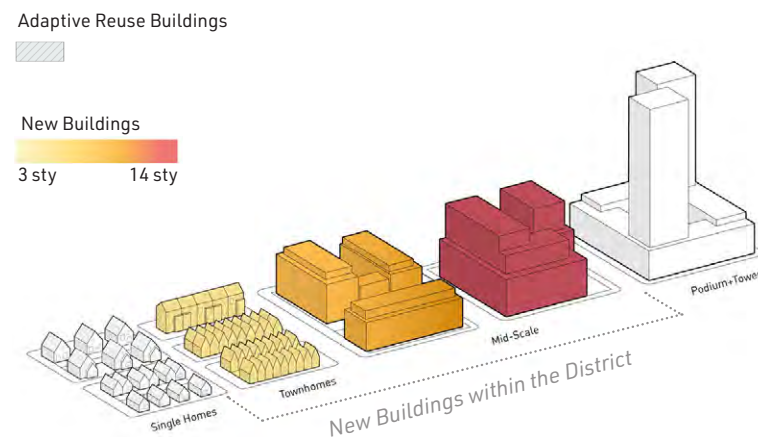 Adaptive Reuse Buildings
New Buildings
3 sty 14 sty
Podium+Tower
Mid-Scale
Townhomes
Single Homes
New Buildings within the District